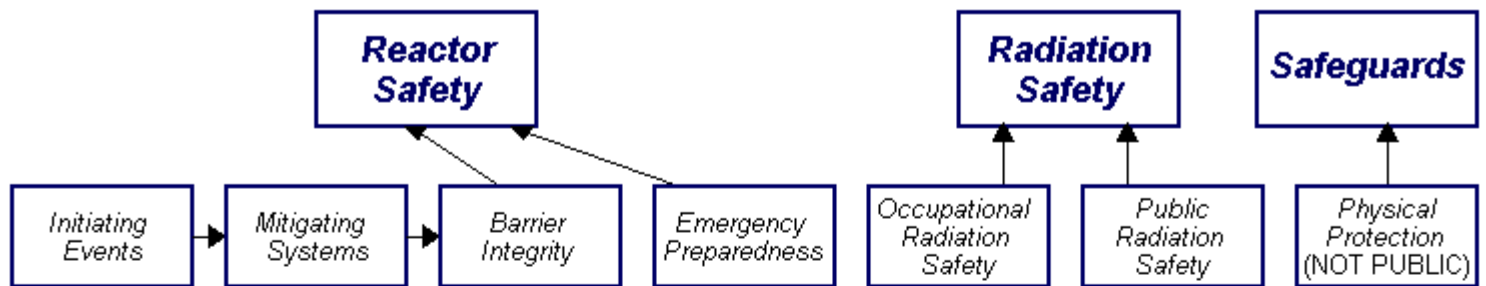 Reactor
Safety
Radiation
Safety
Safeguards
Initiating
Events
Mitigating
Systems
Barrier
Integrity
Emergency
Preparedness
Occupational
Radiation
Safety
Public
Radiation
Safety
Physical
Protection
(NOT PUBLIC)